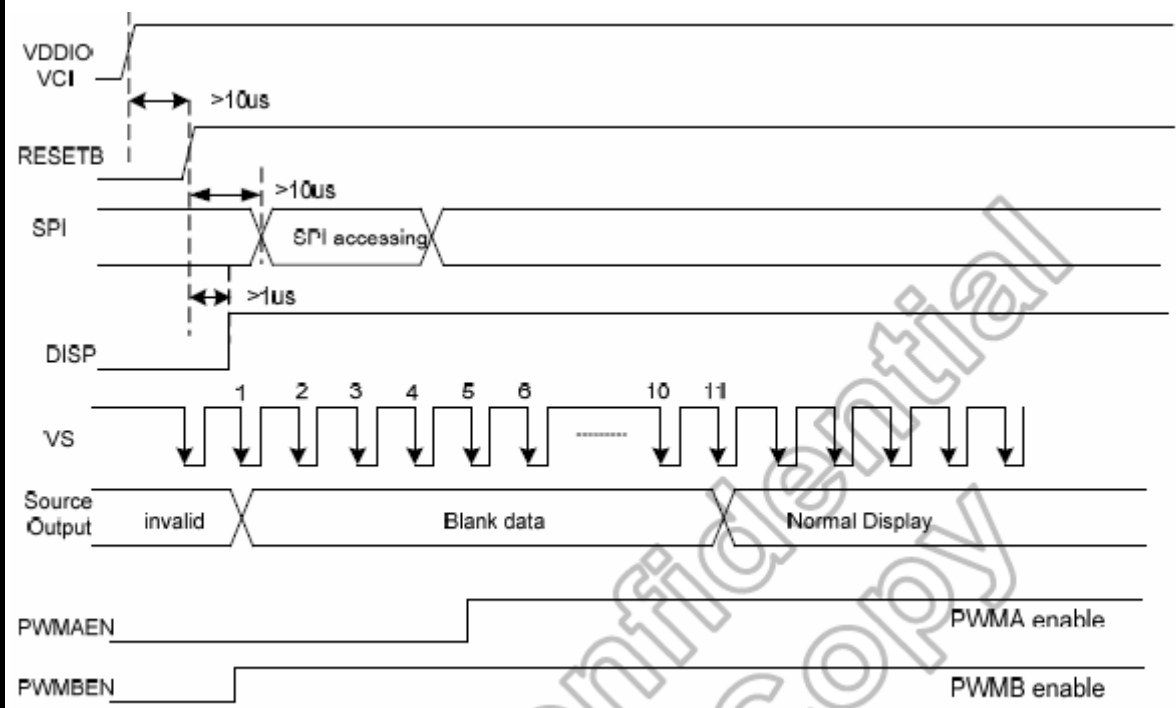 VDDIO
VCI
>10us
RESETB
>10us
SPI
SPI accessing
>1us
DISP
1 2 3 4 5 6 10 11
VS
Source
Output
invalid
Blank data
Normal Display
PWMAEN
PWMA enable
PWMBEN
PWMB enable
onfidential
copy